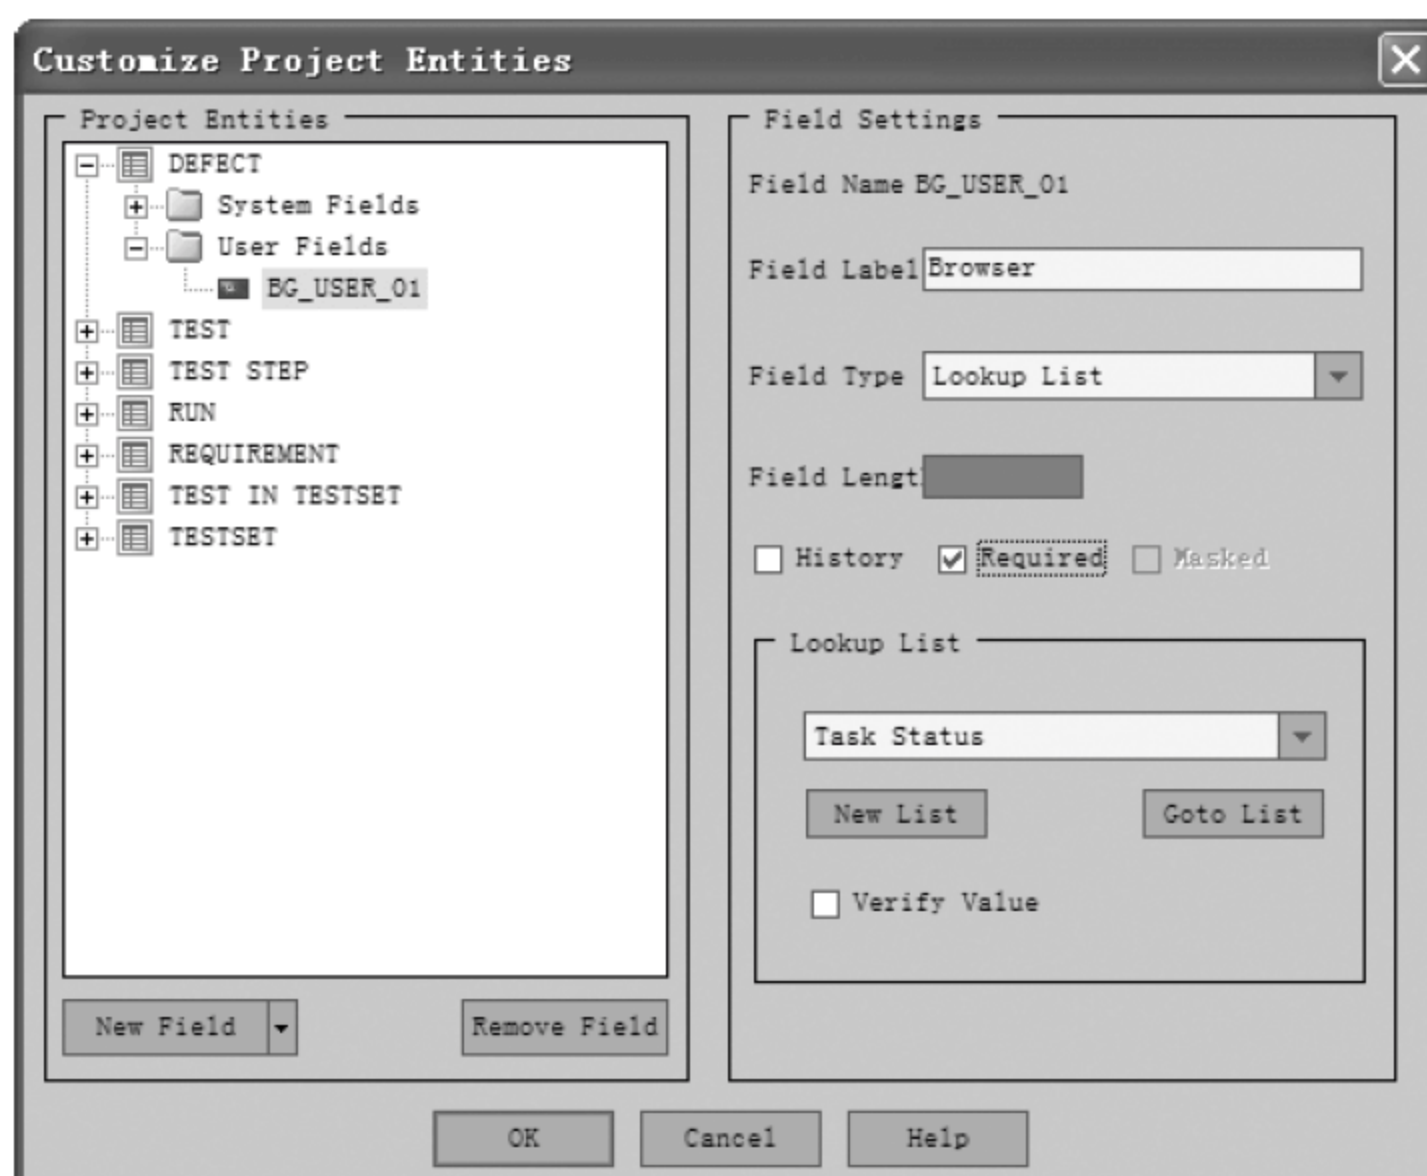 Customize Project Entities
Project Entities
DEFECT
System Fields
User Fields
BG_USER_01
TEST
TEST STEP
RUN
REQUIREMENT
TEST IN TESTSET
TESTSET
New Field
Remove Field
Field Settings
Field Name BG_USER_01
Field Label Browser
Field Type Lookup List
Field Lengt
History Required Masked
Lookup List
Task Status
New List Goto List
Verify Value
OK Cancel Help